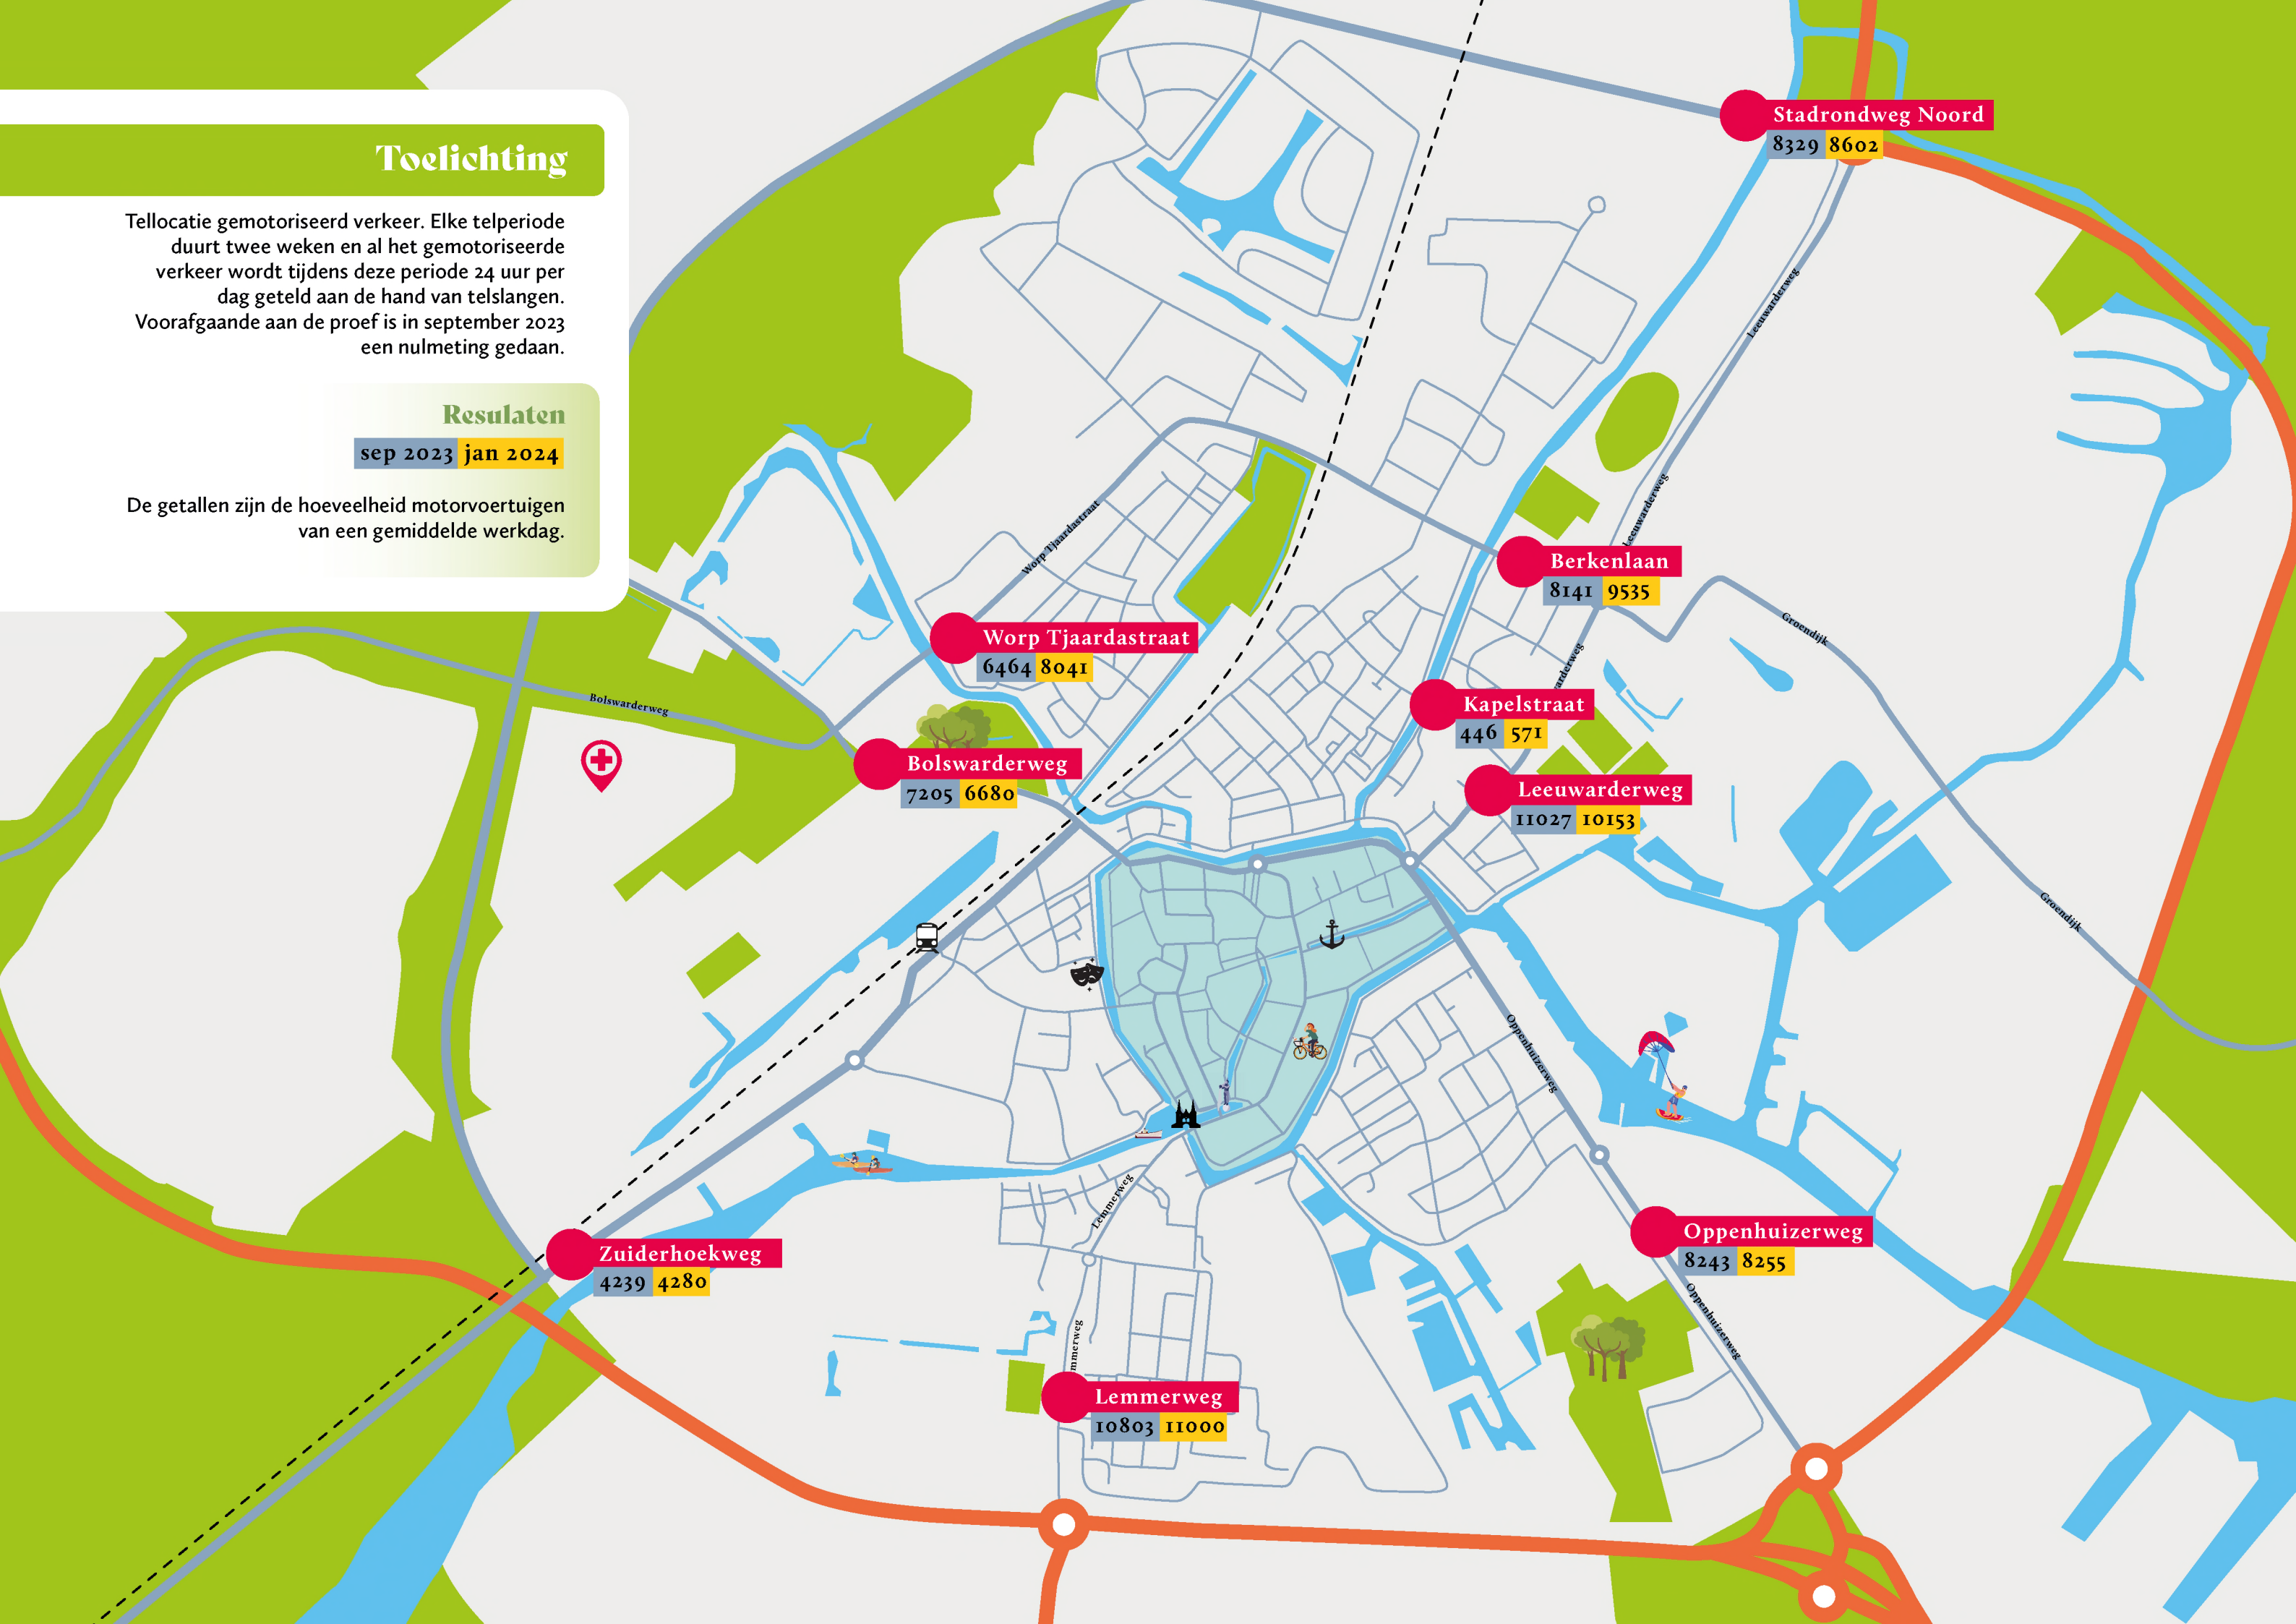 Toelichting
Tellocatie gemotoriseerd verkeer. Elke telperiode
duurt twee weken en al het gemotoriseerde
verkeer wordt tijdens deze periode 24 uur per
dag geteld aan de hand van telslangen.
Voorafgaande aan de proef is in september 2023
een nulmeting gedaan.
Resulaten
sep 2023 jan 2024
De getallen zijn de hoeveelheid motorvoertuigen
van een gemiddelde werkdag.
Stadrondweg Noord
8329 8602
Leeuwarderweg
Leeuwarderweg
Worp Tjaardastraat
Berkenlaan
8141 9535
Groendijk
Worp Tjaardastraat
6464 8041
arderweg
Bolswarderweg
Kapelstraat
446 571
Bolswarderweg
7205 6680
Leeuwarderweg
11027 10153
Groendijk
Oppenhuizerweg
Lemmerweg
Oppenhuizerweg
8243 8255
Zuiderhoekweg
4239 4280
Oppenhuizerweg
mmerweg
Lemmerweg
10803 11000